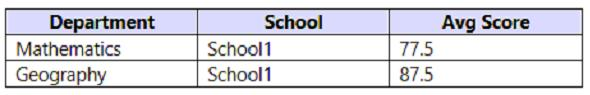 Department School Avg Score
Mathematics School1 77.5
Geography School1 87.5